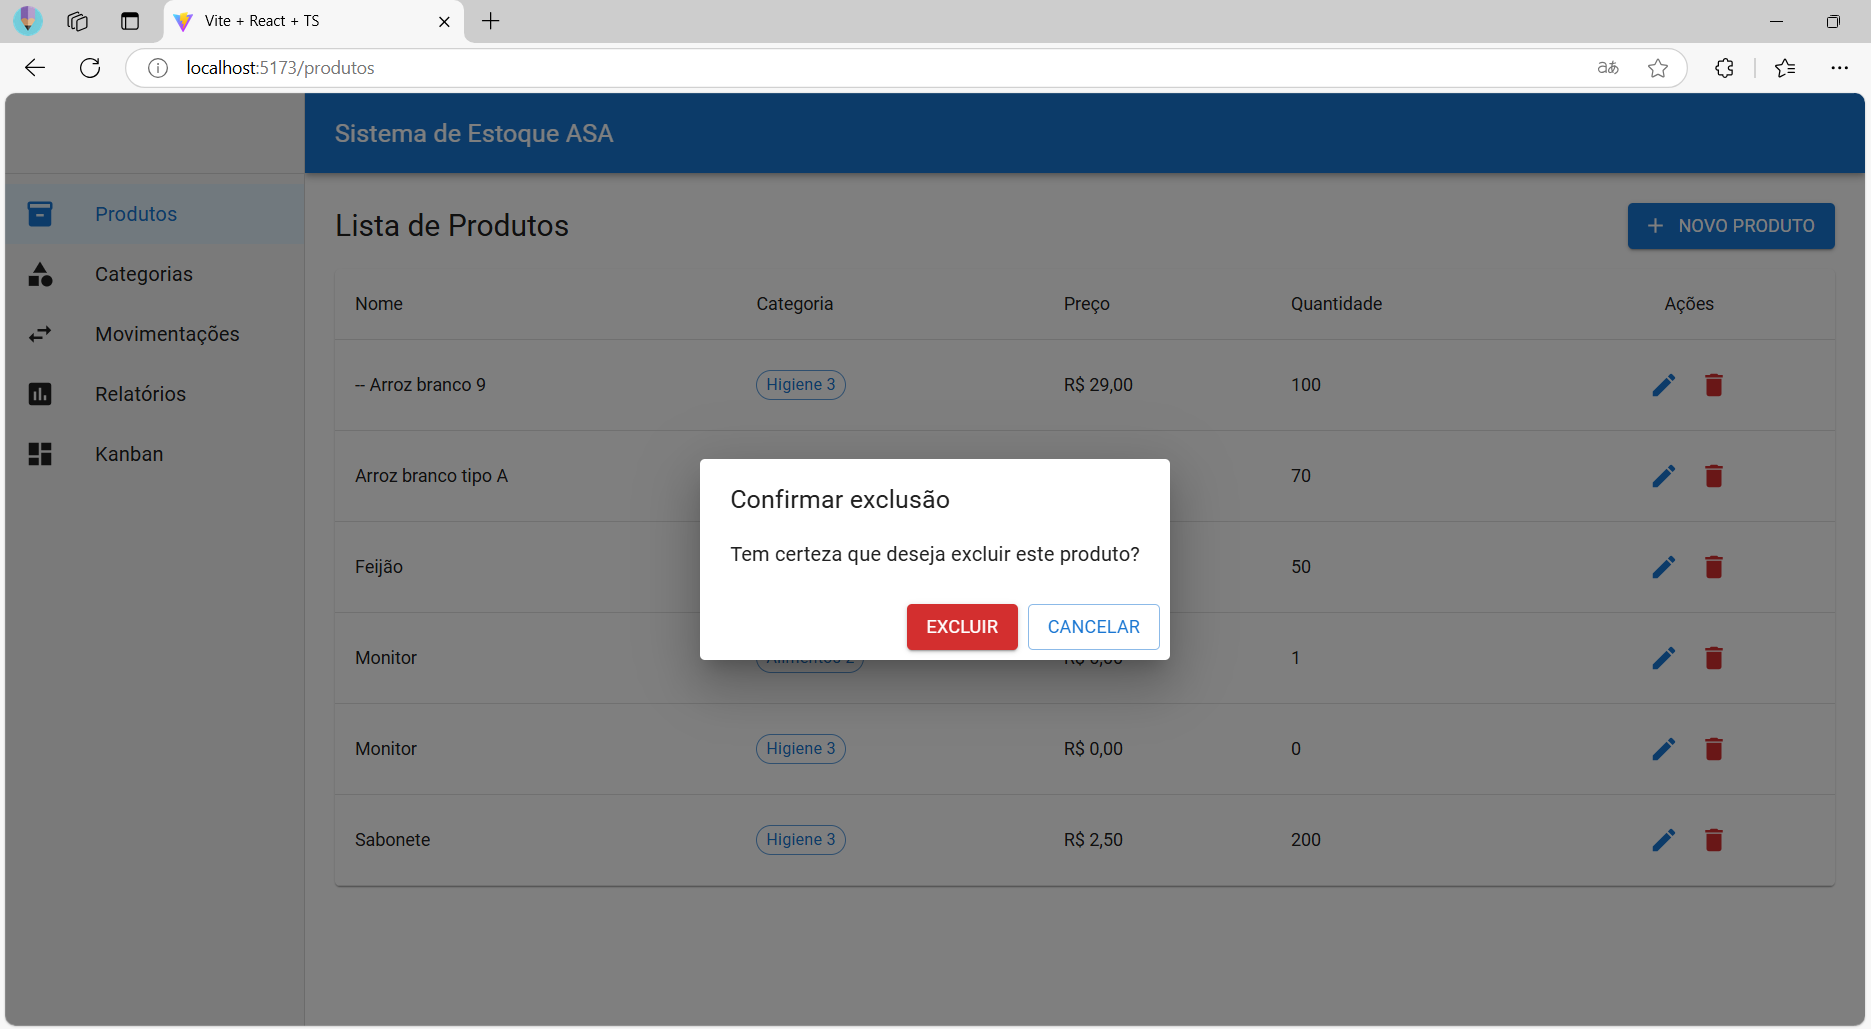 Vite + React + TS
localhost:5173/produtos
Sistema de Estoque ASA
Produtos
Categorias
Movimentações
Relatórios
Kanban
Lista de Produtos
NOVO PRODUTO
Nome Categoria Preço Quantidade Ações
-- Arroz branco 9 Higiene 3 R$ 29,00 100
Arroz branco tipo A 70
Feijão 50
Monitor 1
Monitor Higiene 3 R$ 0,00 0
Sabonete Higiene 3 R$ 2,50 200
Confirmar exclusão
Tem certeza que deseja excluir este produto?
EXCLUIR CANCELAR